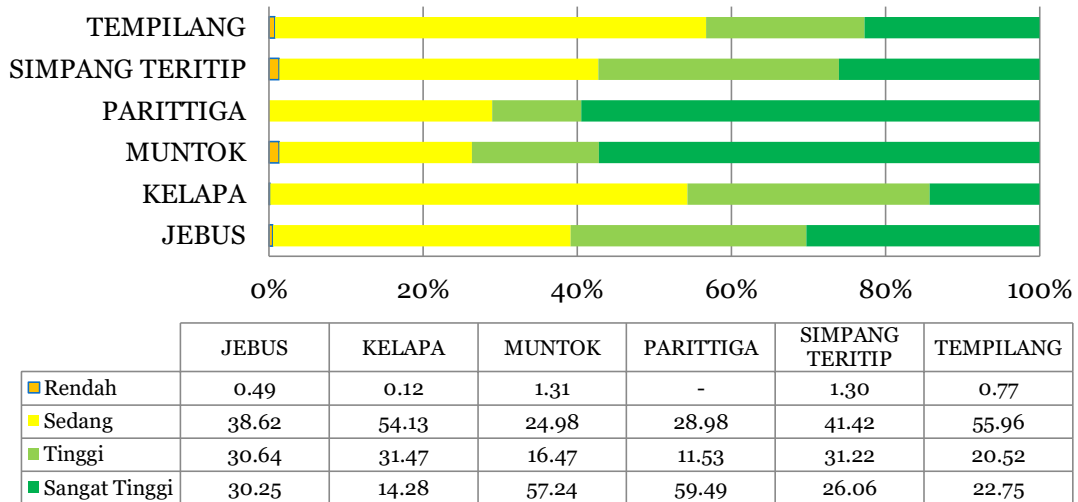 TEMPILANG
SIMPANG TERITIP
PARITTIGA
MUNTOK
KELAPA
JEBUS
0% 20% 40% 60% 80% 100%
JEBUS KELAPA MUNTOK PARITTIGA SIMPANG TERITIP TEMPILANG
Rendah 0.49 0.12 1.31 - 1.30 0.77
Sedang 38.62 54.13 24.98 28.98 41.42 55.96
Tinggi 30.64 31.47 16.47 11.53 31.22 20.52
Sangat Tinggi 30.25 14.28 57.24 59.49 26.06 22.75